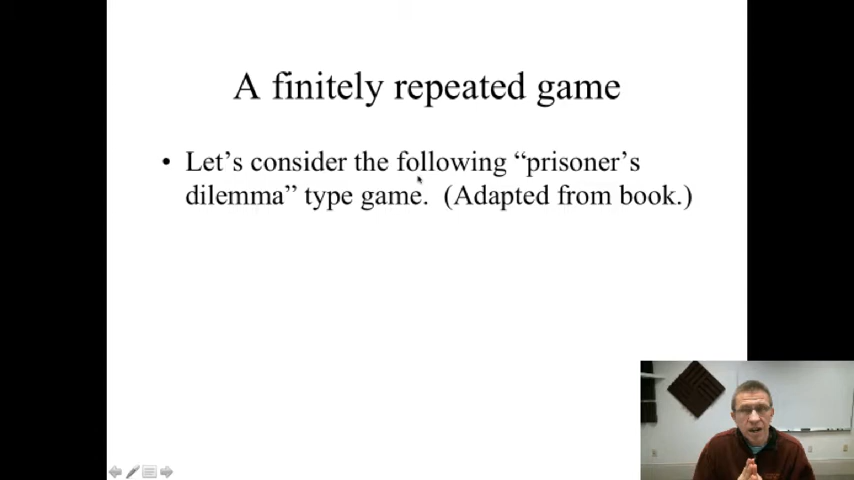 A finitely repeated game
• Let’s consider the following “prisoner’s
dilemma” type game. (Adapted from book.)